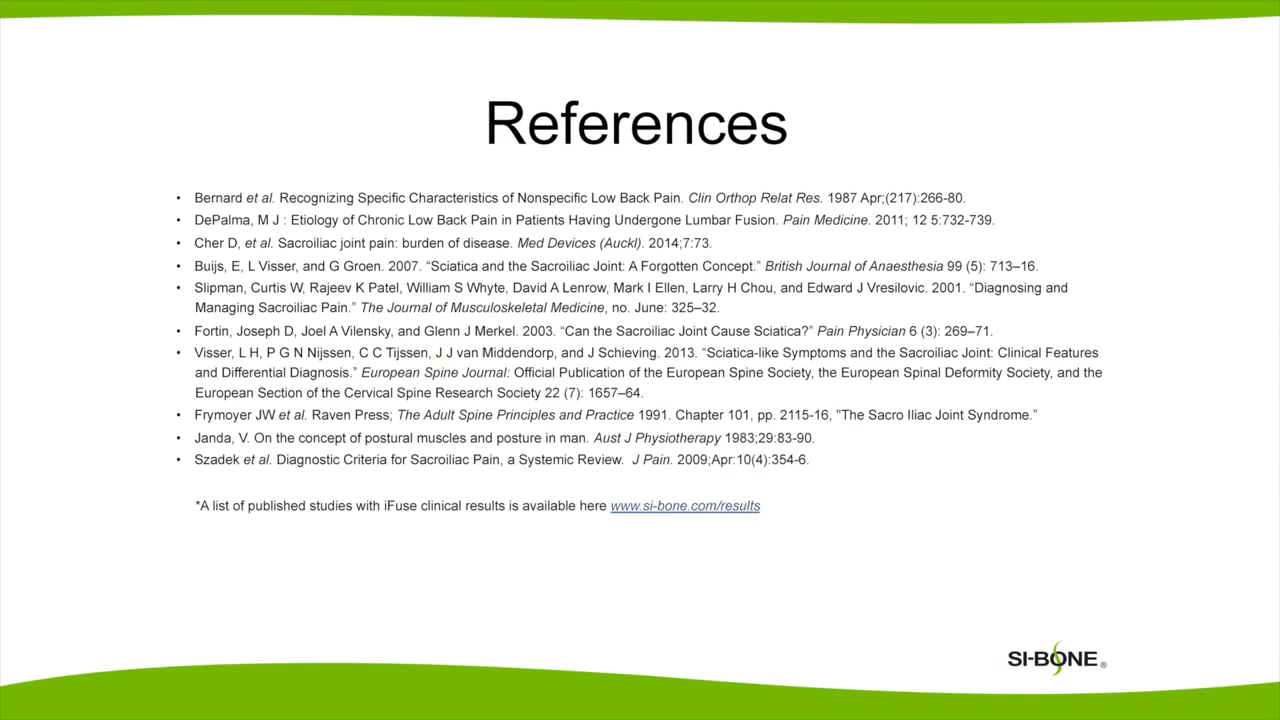 References
• Bernard et al. Recognizing Specific Characteristics of Nonspecific Low Back Pain. Clin Orthop Relat Res. 1987 Apr;(217):266-80.
• DePalma, M J : Etiology of Chronic Low Back Pain in Patients Having Undergone Lumbar Fusion. Pain Medicine. 2011; 12 5:732-739.
• Cher D, et al. Sacroiliac joint pain: burden of disease. Med Devices (Auckl). 2014;7:73.
• Buijs, E, L Visser, and G Groen. 2007. “Sciatica and the Sacroiliac Joint: A Forgotten Concept.” British Journal of Anaesthesia 99 (5): 713–16.
• Slipman, Curtis W, Rajeev K Patel, William S Whyte, David A Lenrow, Mark I Ellen, Larry H Chou, and Edward J Vresilovic. 2001. “Diagnosing and
Managing Sacroiliac Pain.” The Journal of Musculoskeletal Medicine, no. June: 325–32.
• Fortin, Joseph D, Joel A Vilensky, and Glenn J Merkel. 2003. “Can the Sacroiliac Joint Cause Sciatica?” Pain Physician 6 (3): 269–71.
• Visser, L H, P G N Nijssen, C C Tijssen, J J van Middendorp, and J Schieving. 2013. “Sciatica-like Symptoms and the Sacroiliac Joint: Clinical Features
and Differential Diagnosis.” European Spine Journal: Official Publication of the European Spine Society, the European Spinal Deformity Society, and the
European Section of the Cervical Spine Research Society 22 (7): 1657–64.
• Frymoyer JW et al. Raven Press; The Adult Spine Principles and Practice 1991. Chapter 101, pp. 2115-16, "The Sacro Iliac Joint Syndrome.”
• Janda, V. On the concept of postural muscles and posture in man. Aust J Physiotherapy 1983;29:83-90.
• Szadek et al. Diagnostic Criteria for Sacroiliac Pain, a Systemic Review. J Pain. 2009;Apr:10(4):354-6.
*A list of published studies with iFuse clinical results is available here www.si-bone.com/results
SI-BONE®